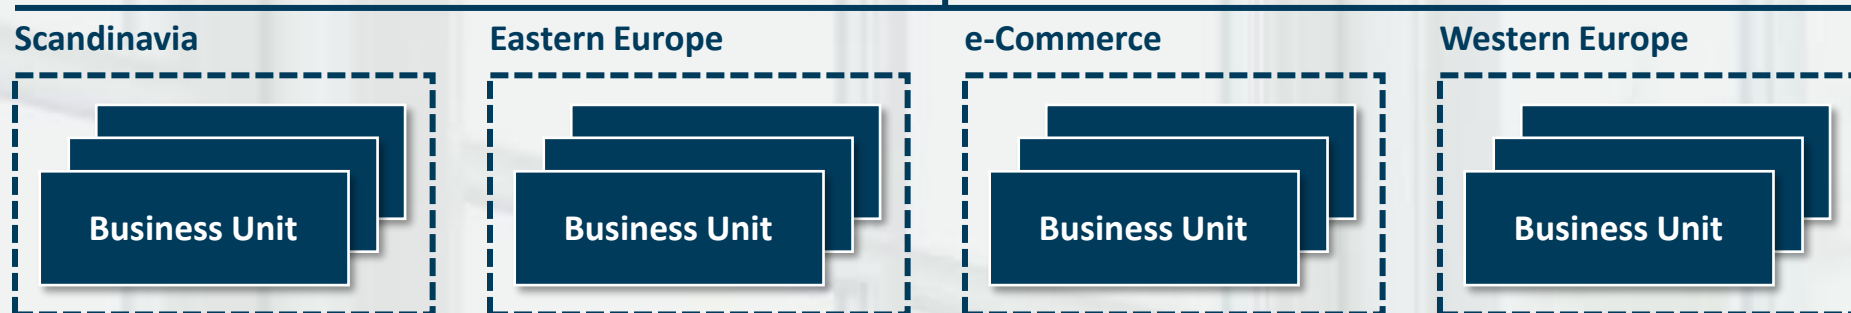 Scandinavia
Eastern Europe
e-Commerce
Western Europe
Business Unit
Business Unit
Business Unit
Business Unit